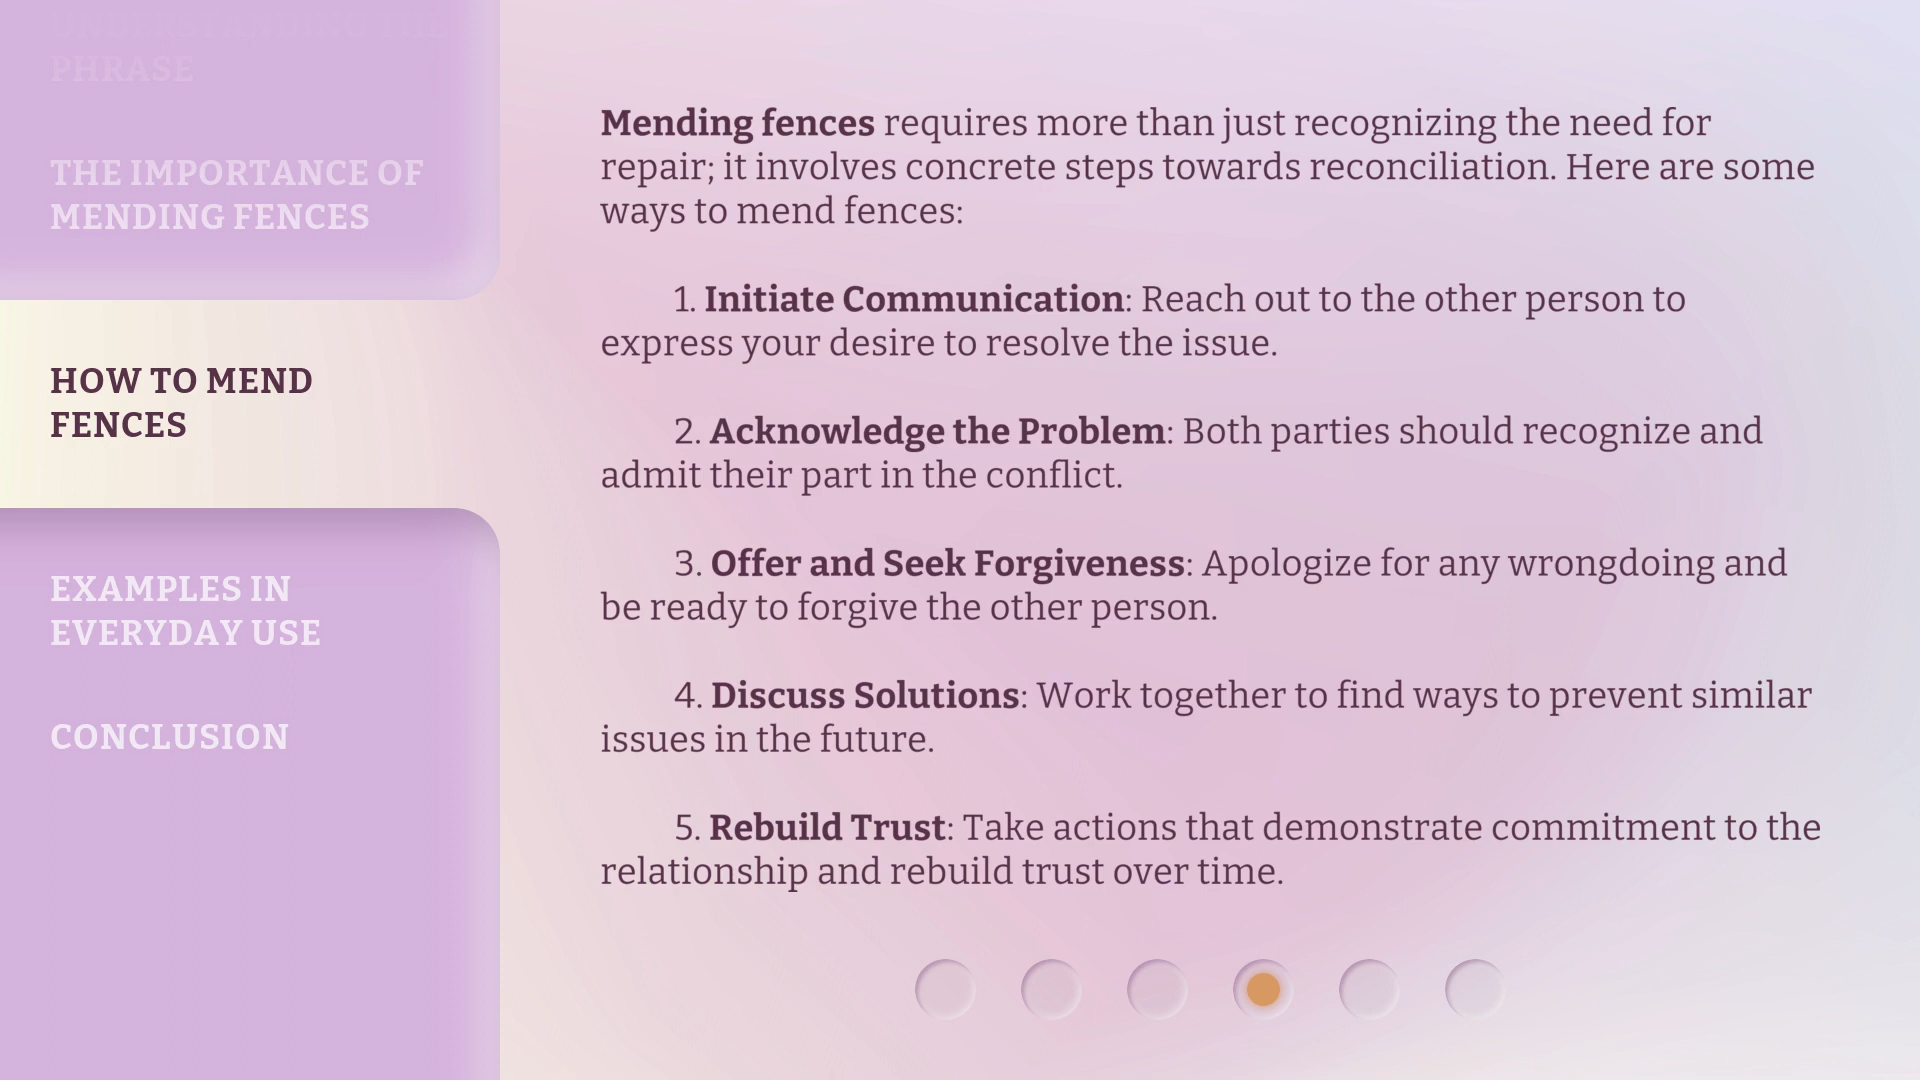 UNDERSTANDING THE
PHRASE
THE IMPORTANCE OF
MENDING FENCES
HOW TO MEND
FENCES
EXAMPLES IN
EVERYDAY USE
CONCLUSION
Mending fences requires more than just recognizing the need for
repair; it involves concrete steps towards reconciliation. Here are some
ways to mend fences:
1. Initiate Communication: Reach out to the other person to
express your desire to resolve the issue.
2. Acknowledge the Problem: Both parties should recognize and
admit their part in the conflict.
3. Offer and Seek Forgiveness: Apologize for any wrongdoing and
be ready to forgive the other person.
4. Discuss Solutions: Work together to find ways to prevent similar
issues in the future.
5. Rebuild Trust: Take actions that demonstrate commitment to the
relationship and rebuild trust over time.